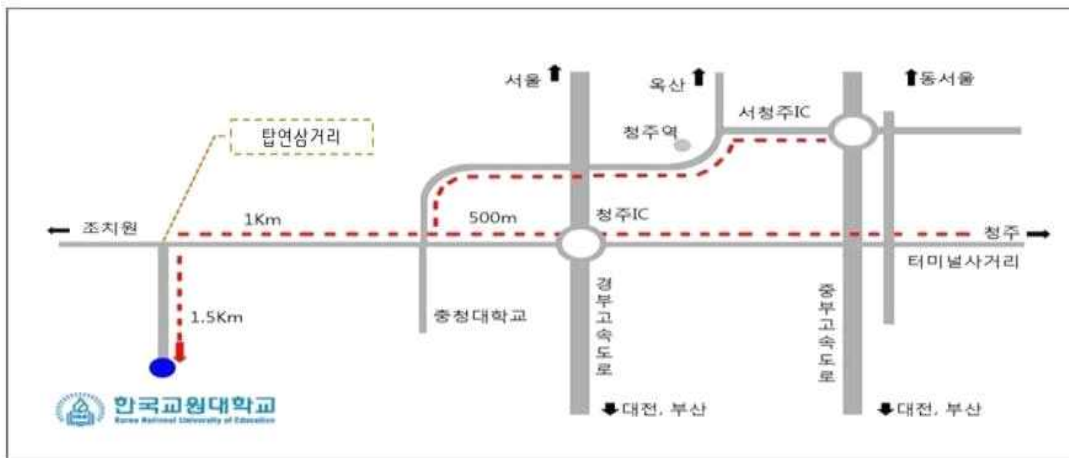 서울
옥산
동서울
서청주IC
탑연삼거리
청주역
1Km
500m
청주IC
조치원
청주
터미널사거리
1.5Km
충청대학교
경부고속도로
중부고속도로
대전, 부산
대전, 부산
한국교원대학교
Korea National University of Education